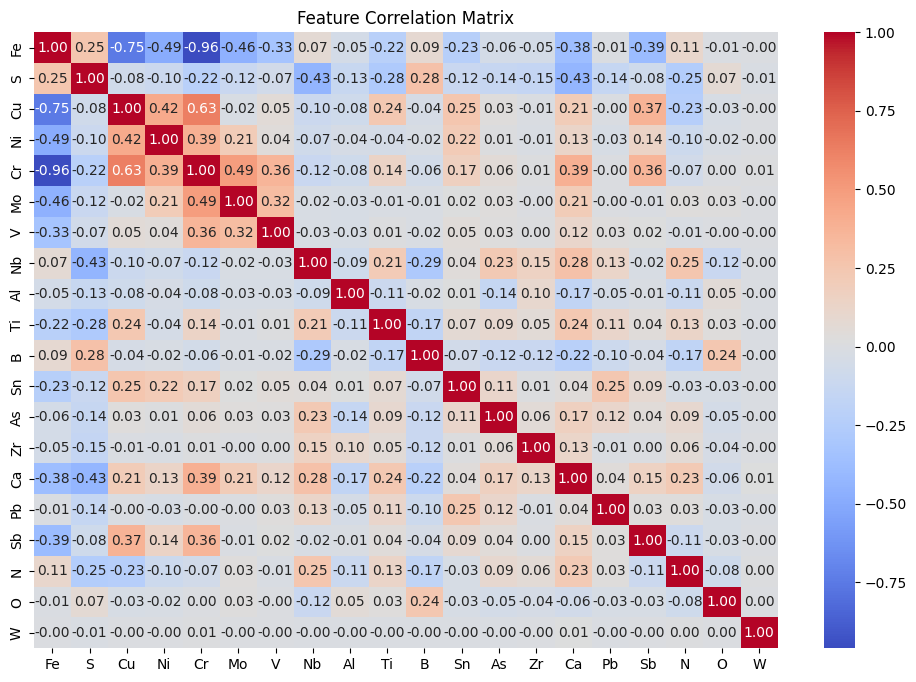 Feature Correlation Matrix
Fe 1.00 0.25 -0.75 -0.49 -0.96 -0.46 -0.33 0.07 -0.05 -0.22 0.09 -0.23 -0.06 -0.05 -0.38 -0.01 -0.39 0.11 -0.01 -0.00
S 0.25 1.00 -0.08 -0.10 -0.22 -0.12 -0.07 -0.43 -0.13 -0.28 0.28 -0.12 -0.14 -0.15 -0.43 -0.14 -0.08 -0.25 0.07 -0.01
Cu -0.75 -0.08 1.00 0.42 0.63 -0.02 0.05 -0.10 -0.08 0.24 -0.04 0.25 0.03 -0.01 0.21 -0.00 0.37 -0.23 -0.03 -0.00
Ni -0.49 -0.10 0.42 1.00 0.39 0.21 0.04 -0.07 -0.04 -0.04 -0.02 0.22 0.01 -0.01 0.13 -0.03 0.14 -0.10 -0.02 -0.00
Cr -0.96 -0.22 0.63 0.39 1.00 0.49 0.36 -0.12 -0.08 0.14 -0.06 0.17 0.06 0.01 0.39 -0.00 0.36 -0.07 0.00 0.01
Mo -0.46 -0.12 -0.02 0.21 0.49 1.00 0.32 -0.02 -0.03 -0.01 -0.01 0.02 0.03 -0.00 0.21 -0.00 -0.01 0.03 0.03 -0.00
V -0.33 -0.07 0.05 0.04 0.36 0.32 1.00 -0.03 -0.03 0.01 -0.02 0.05 0.03 0.00 0.12 0.03 0.02 -0.01 -0.00 -0.00
Nb 0.07 -0.43 -0.10 -0.07 -0.12 -0.02 -0.03 1.00 -0.09 0.21 -0.29 0.04 0.23 0.15 0.28 0.13 -0.02 0.25 -0.12 -0.00
Al -0.05 -0.13 -0.08 -0.04 -0.08 -0.03 -0.03 -0.09 1.00 -0.11 -0.02 0.01 -0.14 0.10 -0.17 -0.05 -0.01 -0.11 0.05 -0.00
Ti -0.22 -0.28 0.24 -0.04 0.14 -0.01 0.01 0.21 -0.11 1.00 -0.17 0.07 0.09 0.05 0.24 0.11 0.04 0.13 0.03 -0.00
B 0.09 0.28 -0.04 -0.02 -0.06 -0.01 -0.02 -0.29 -0.02 -0.17 1.00 -0.07 -0.12 -0.12 -0.22 -0.10 -0.04 -0.17 0.24 -0.00
Sn -0.23 -0.12 0.25 0.22 0.17 0.02 0.05 0.04 0.01 0.07 -0.07 1.00 0.11 0.01 0.04 0.25 0.09 -0.03 -0.03 -0.00
As -0.06 -0.14 0.03 0.01 0.06 0.03 0.03 0.23 -0.14 0.09 -0.12 0.11 1.00 0.06 0.17 0.12 0.04 0.09 -0.05 -0.00
Zr -0.05 -0.15 -0.01 -0.01 0.01 -0.00 0.00 0.15 0.10 0.05 -0.12 0.01 0.06 1.00 0.13 -0.01 0.00 0.06 -0.04 -0.00
Ca -0.38 -0.43 0.21 0.13 0.39 0.21 0.12 0.28 -0.17 0.24 -0.22 0.04 0.17 0.13 1.00 0.04 0.15 0.23 -0.06 0.01
Pb -0.01 -0.14 -0.00 -0.03 -0.00 -0.00 0.03 0.13 -0.05 0.11 -0.10 0.25 0.12 -0.01 0.04 1.00 0.03 0.03 -0.03 -0.00
Sb -0.39 -0.08 0.37 0.14 0.36 -0.01 0.02 -0.02 -0.01 0.04 -0.04 0.09 0.04 0.00 0.15 0.03 1.00 -0.11 -0.03 -0.00
N 0.11 -0.25 -0.23 -0.10 -0.07 0.03 -0.01 0.25 -0.11 0.13 -0.17 -0.03 0.09 0.06 0.23 0.03 -0.11 1.00 -0.08 0.00
O -0.01 0.07 -0.03 -0.02 0.00 0.03 -0.00 -0.12 0.05 0.03 0.24 -0.03 -0.05 -0.04 -0.06 -0.03 -0.03 -0.08 1.00 0.00
W -0.00 -0.01 -0.00 -0.00 0.01 -0.00 -0.00 -0.00 -0.00 -0.00 -0.00 -0.00 -0.00 -0.00 0.01 -0.00 -0.00 0.00 0.00 1.00
Fe S Cu Ni Cr Mo V Nb Al Ti B Sn As Zr Ca Pb Sb N O W
1.00
0.75
0.50
0.25
0.00
−0.25
−0.50
−0.75